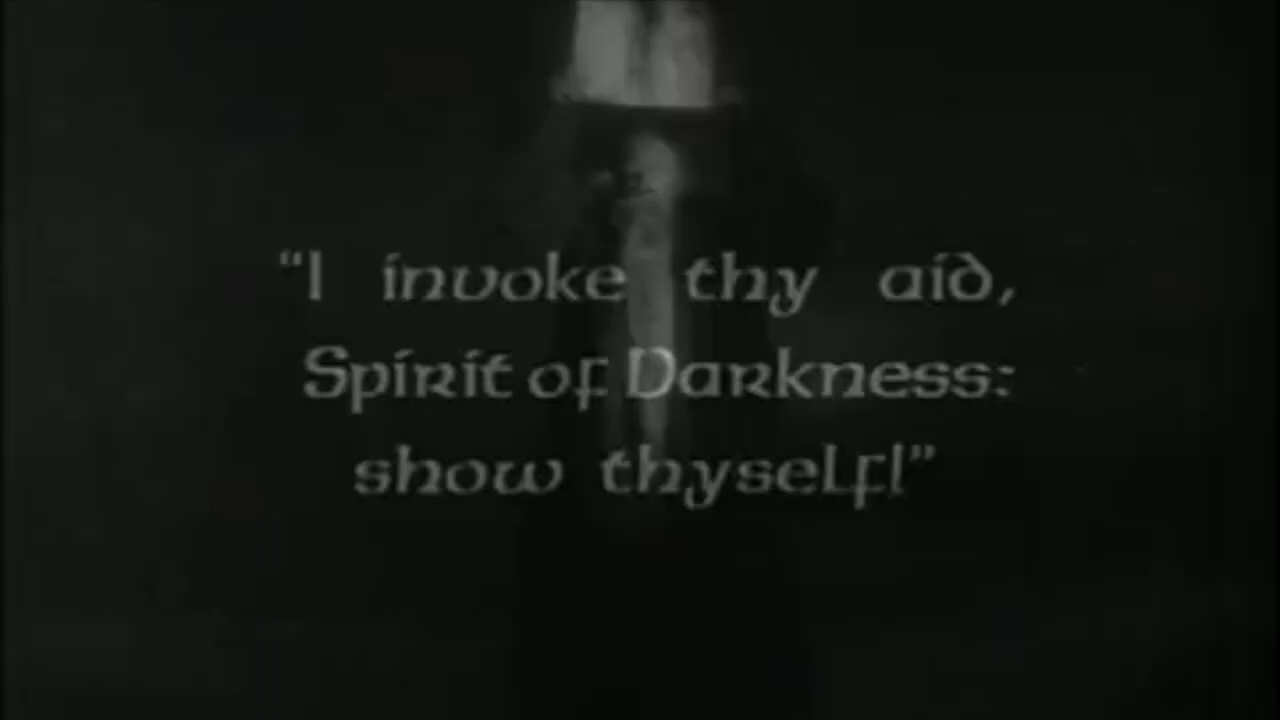 “I invoke thy aid,
Spirit of Darkness:
show thyself!”